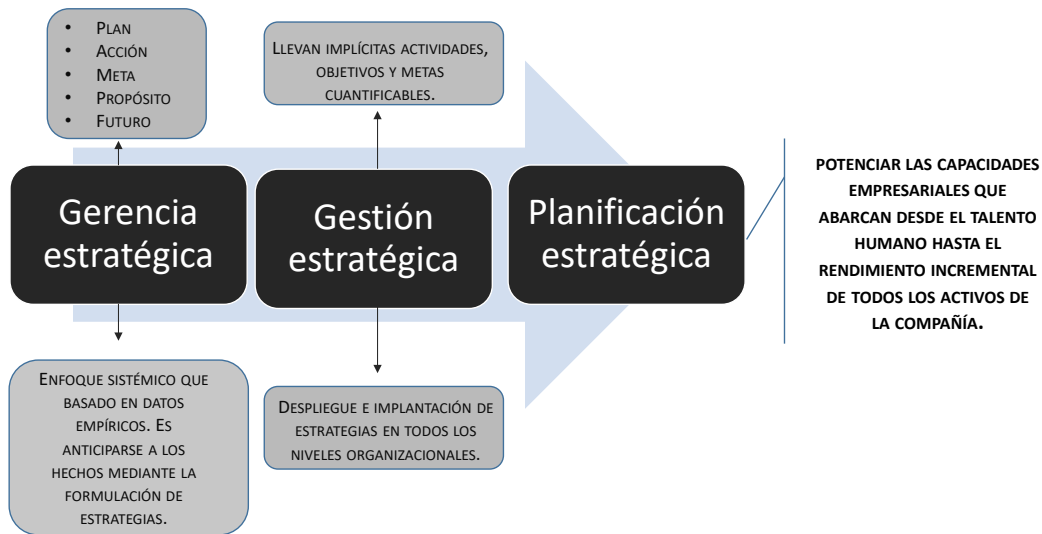 • PLAN
• ACCIÓN
• META
• PROPÓSITO
• FUTURO
LLEVAN IMPLÍCITAS ACTIVIDADES,
OBJETIVOS Y METAS
CUANTIFICABLES.
Gerencia
estratégica
Gestión
estratégica
Planificación
estratégica
POTENCIAR LAS CAPACIDADES
EMPRESARIALES QUE
ABARCAN DESDE EL TALENTO
HUMANO HASTA EL
RENDIMIENTO INCREMENTAL
DE TODOS LOS ACTIVOS DE
LA COMPAÑÍA.
ENFOQUE SISTÉMICO QUE
BASADO EN DATOS
EMPÍRICOS. ES
ANTICIPARSE A LOS
HECHOS MEDIANTE LA
FORMULACIÓN DE
ESTRATEGIAS.
DESPLIEGUE E IMPLANTACIÓN DE
ESTRATEGIAS EN TODOS LOS
NIVELES ORGANIZACIONALES.